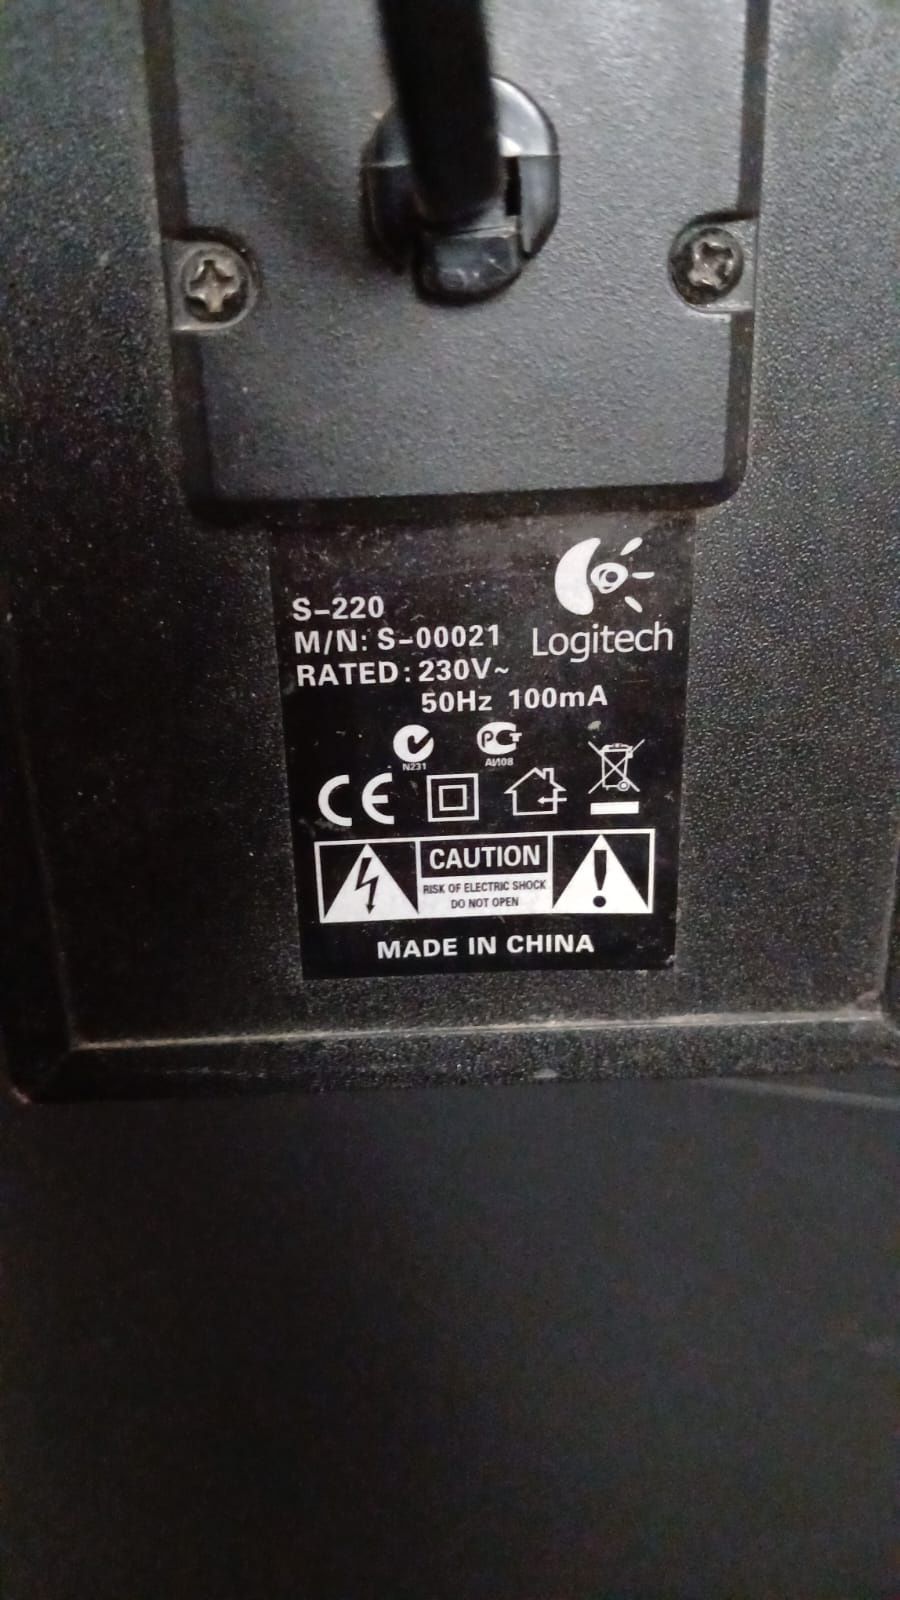 S-220
M/N: S-00021
Logitech
RATED: 230V~
50Hz 100mA
N231
PCT
АИ08
CE
CAUTION
RISK OF ELECTRIC SHOCK
DO NOT OPEN
MADE IN CHINA